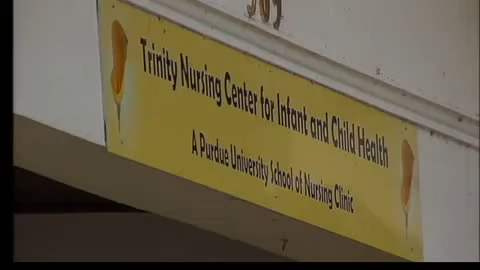 Trinity Nursing Center for Infant and Child Health
A Purdue University School of Nursing Clinic